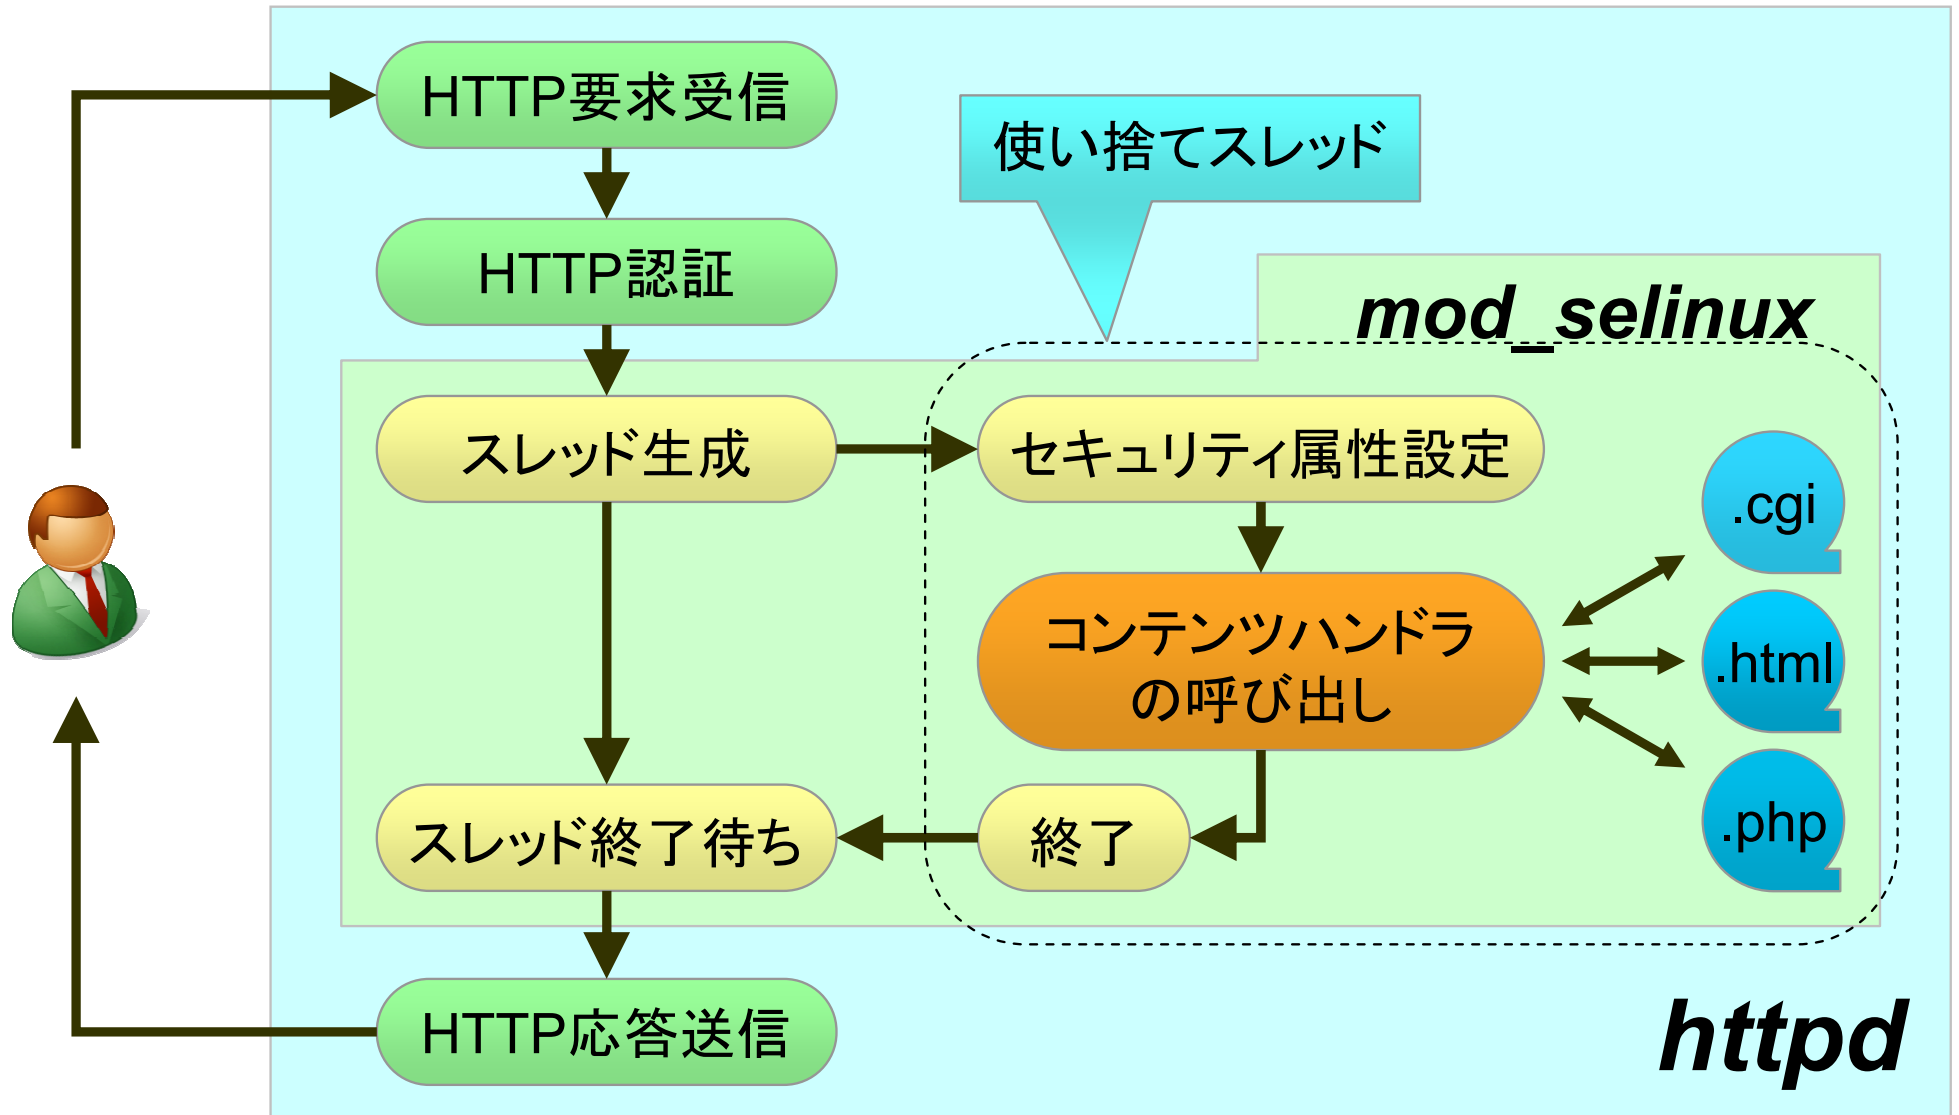 HTTP要求受信
使い捨てスレッド
HTTP認証
mod_selinux
スレッド生成
セキュリティ属性設定
.cgi
コンテンツハンドラ
の呼び出し
.html
.php
スレッド終了待ち
終了
HTTP応答送信
httpd